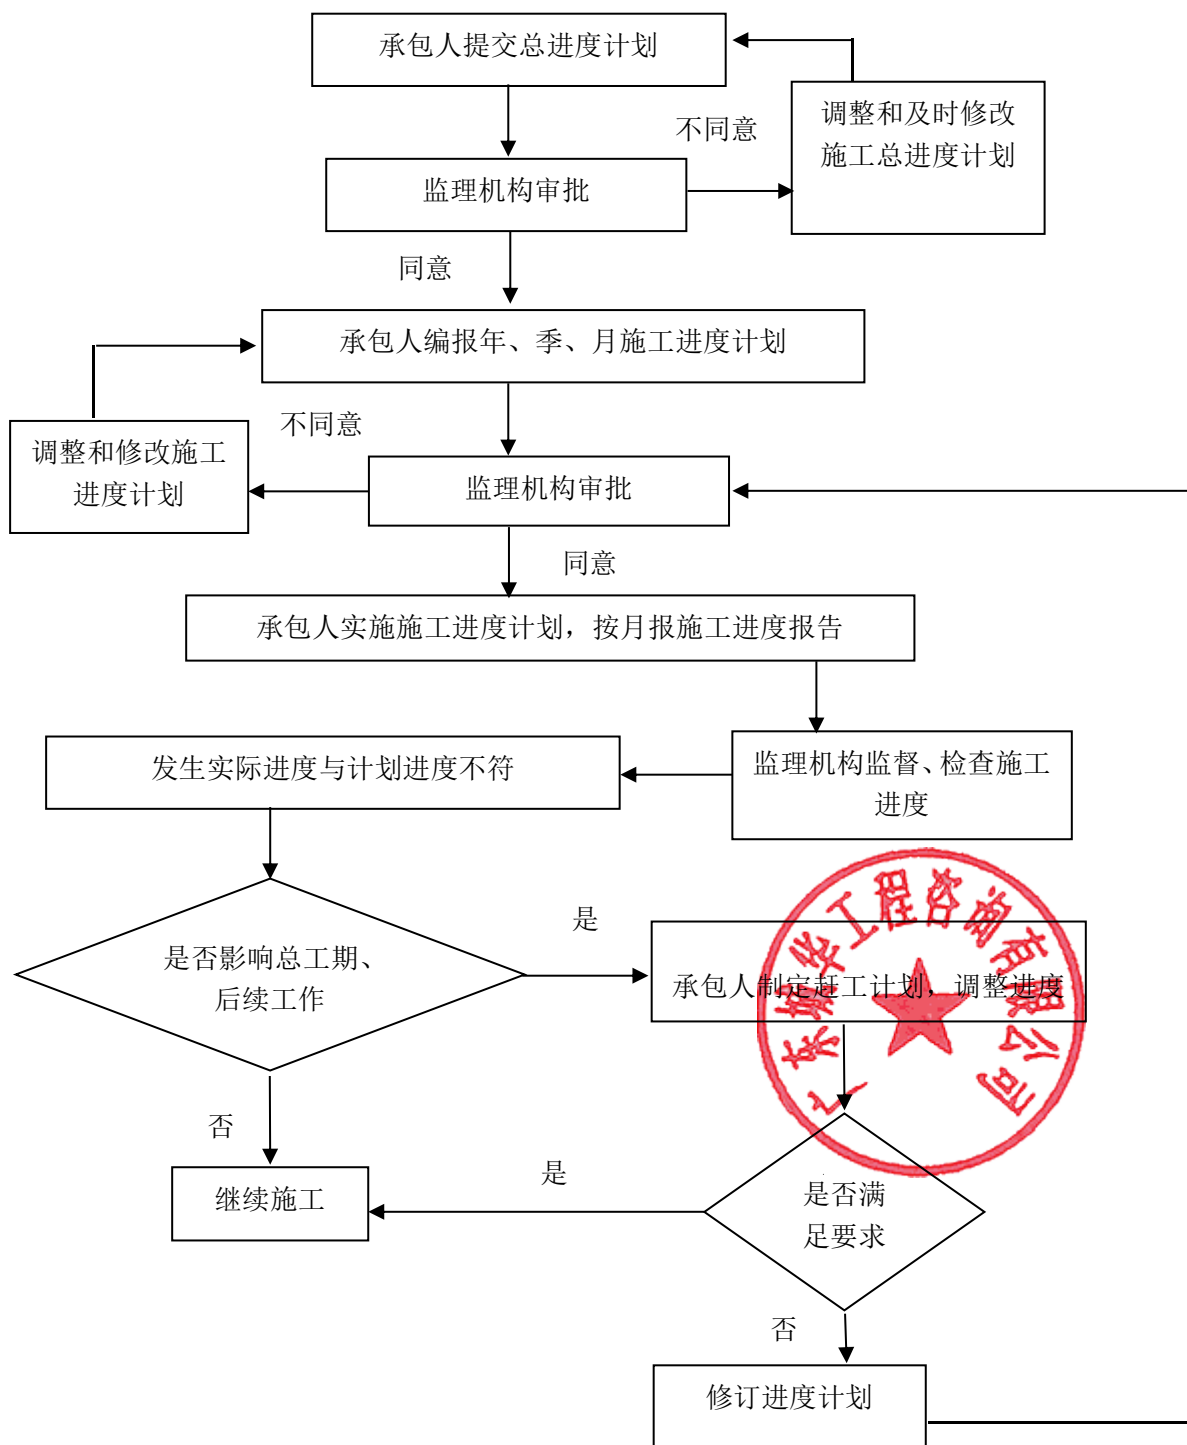 承包人提交总进度计划
调整和及时修改
施工总进度计划
不同意
监理机构审批
同意
承包人编报年、季、月施工进度计划
不同意
调整和修改施工
进度计划
监理机构审批
同意
承包人实施施工进度计划，按月报施工进度报告
发生实际进度与计划进度不符
监理机构监督、检查施工
进度
是
是否影响总工期、
后续工作
承包人制定赶工计划，调整进度
否
是
继续施工
是否满
足要求
否
修订进度计划